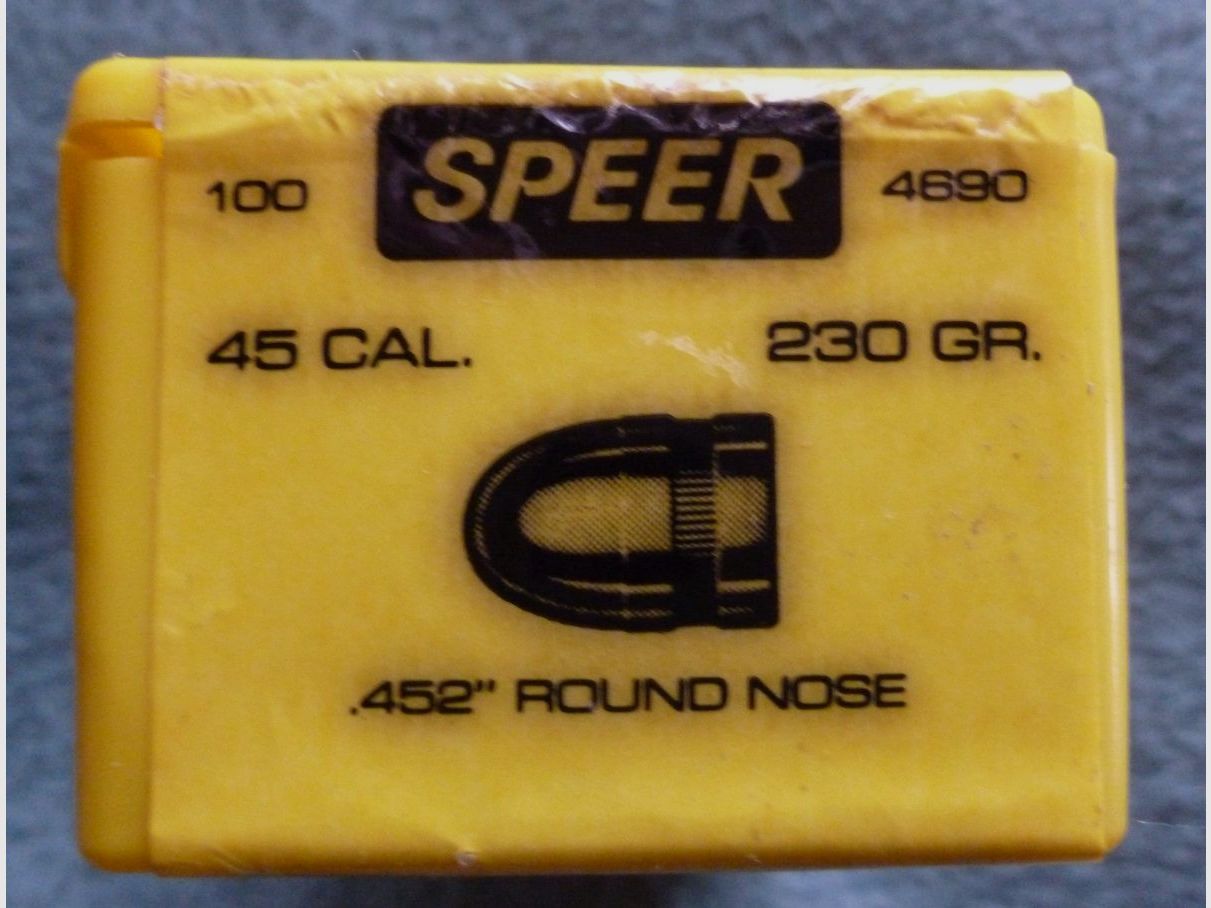 100 SPEER 4690
45 CAL. 230 GR.
.452" ROUND NOSE